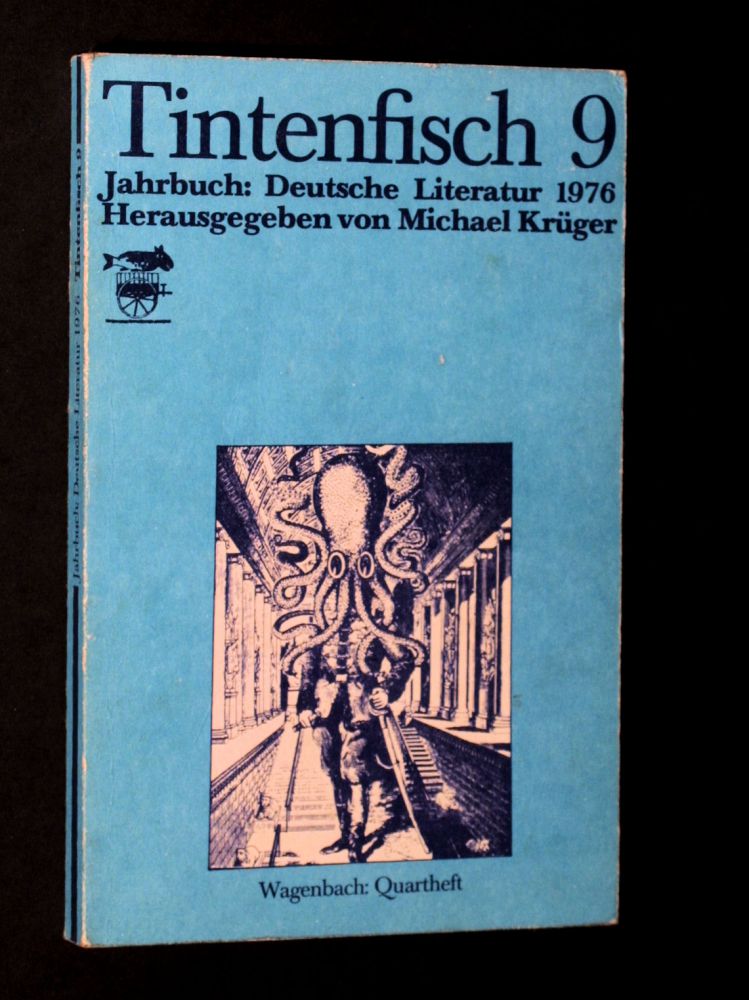 Tintenfisch 9
Jahrbuch: Deutsche Literatur 1976
Herausgegeben von Michael Krüger
Wagenbach: Quartheft
Jahrbuch: Deutsche Literatur 1976 Tintenfisch 9